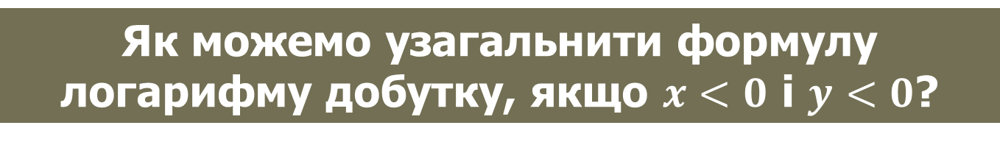 Як можемо узагальнити формулу
логарифму добутку, якщо x < 0 і y < 0?